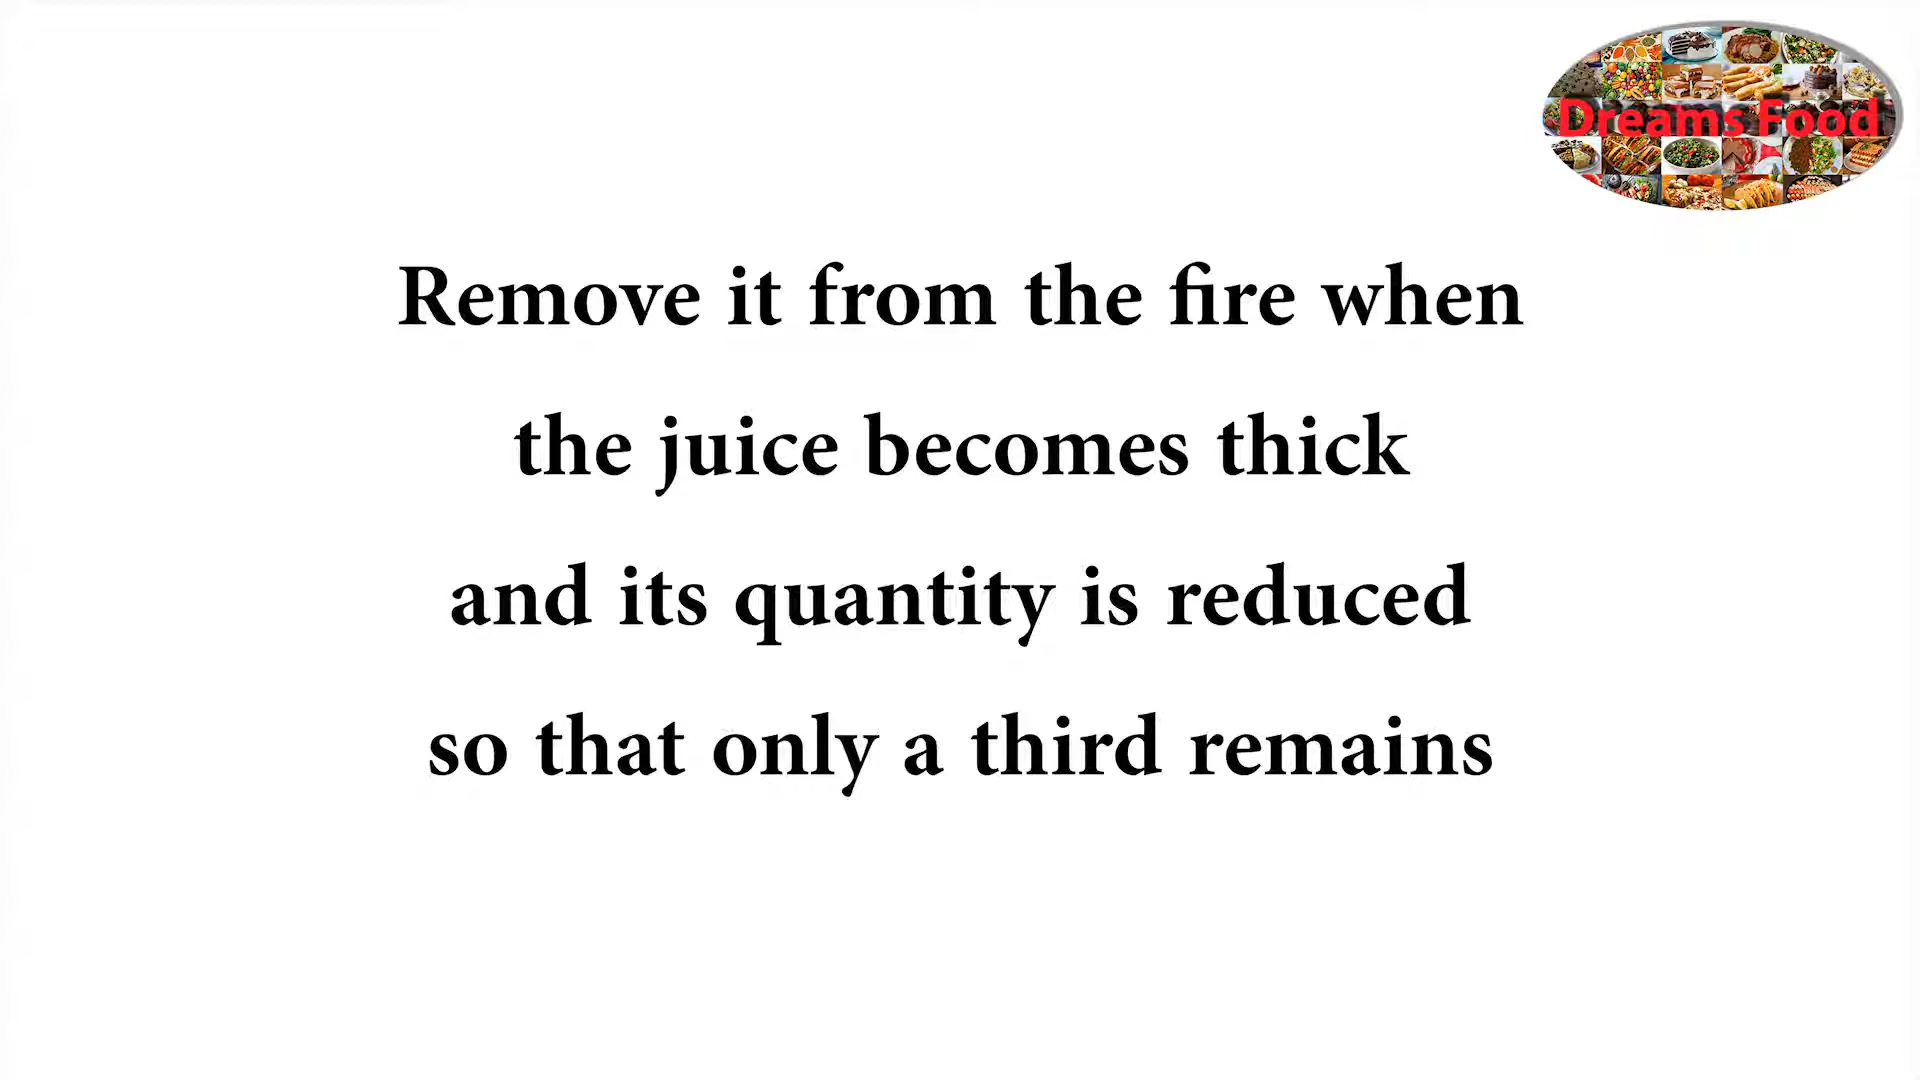 Dreams Food
Remove it from the fire when
the juice becomes thick
and its quantity is reduced
so that only a third remains